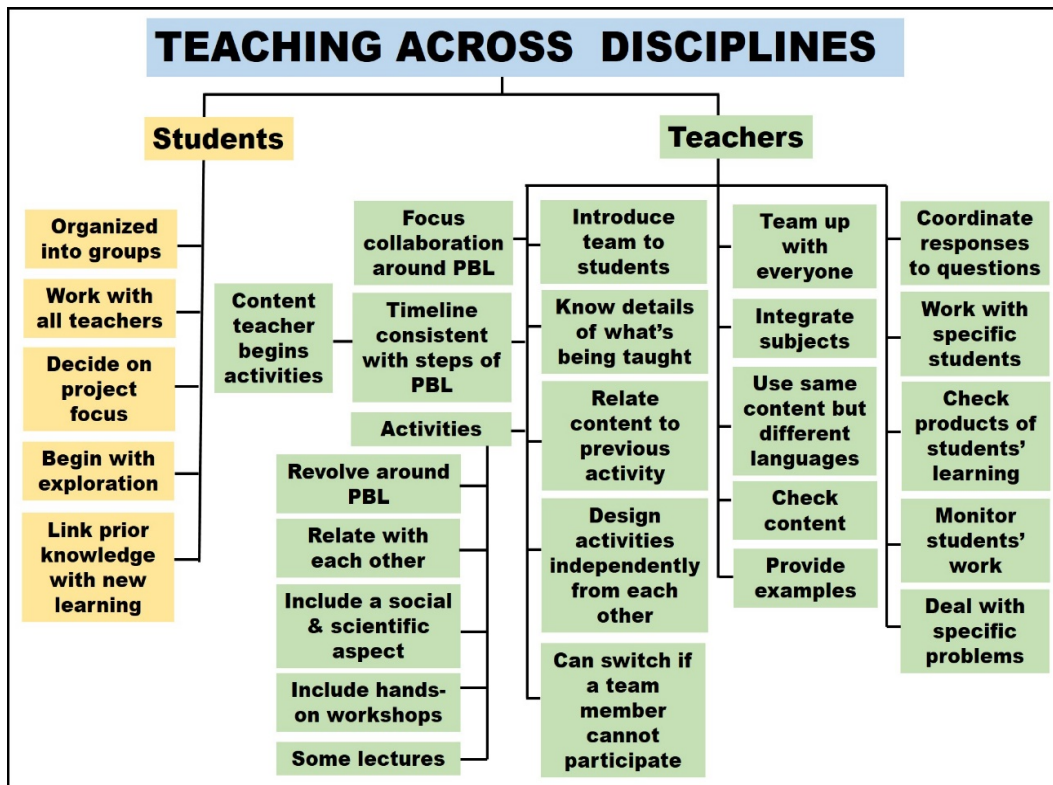 TEACHING ACROSS DISCIPLINES
Students
Organized
into groups
Work with
all teachers
Decide on
project
focus
Begin with
exploration
Link prior
knowledge
with new
learning
Teachers
Focus
collaboration
around PBL
Content
teacher
begins
activities
Timeline
consistent
with steps of
PBL
Activities
Revolve around
PBL
Relate with
each other
Include a social
& scientific
aspect
Include hands-
on workshops
Some lectures
Introduce
team to
students
Know details
of what's
being taught
Relate
content to
previous
activity
Design
activities
independently
from each
other
Can switch if
a team
member
cannot
participate
Team up
with
everyone
Integrate
subjects
Use same
content but
different
languages
Check
content
Provide
examples
Coordinate
responses
to questions
Work with
specific
students
Check
products of
students'
learning
Monitor
students'
work
Deal with
specific
problems